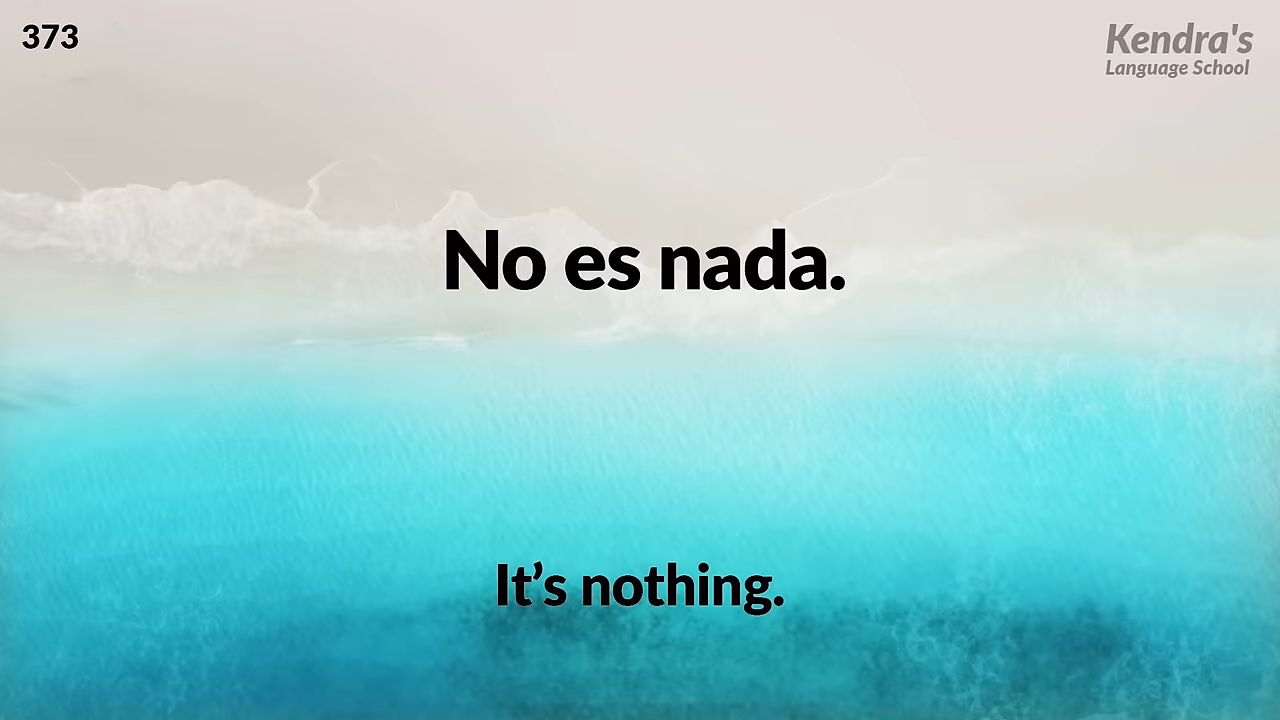 373
Kendra's
Language School
No es nada.
It’s nothing.